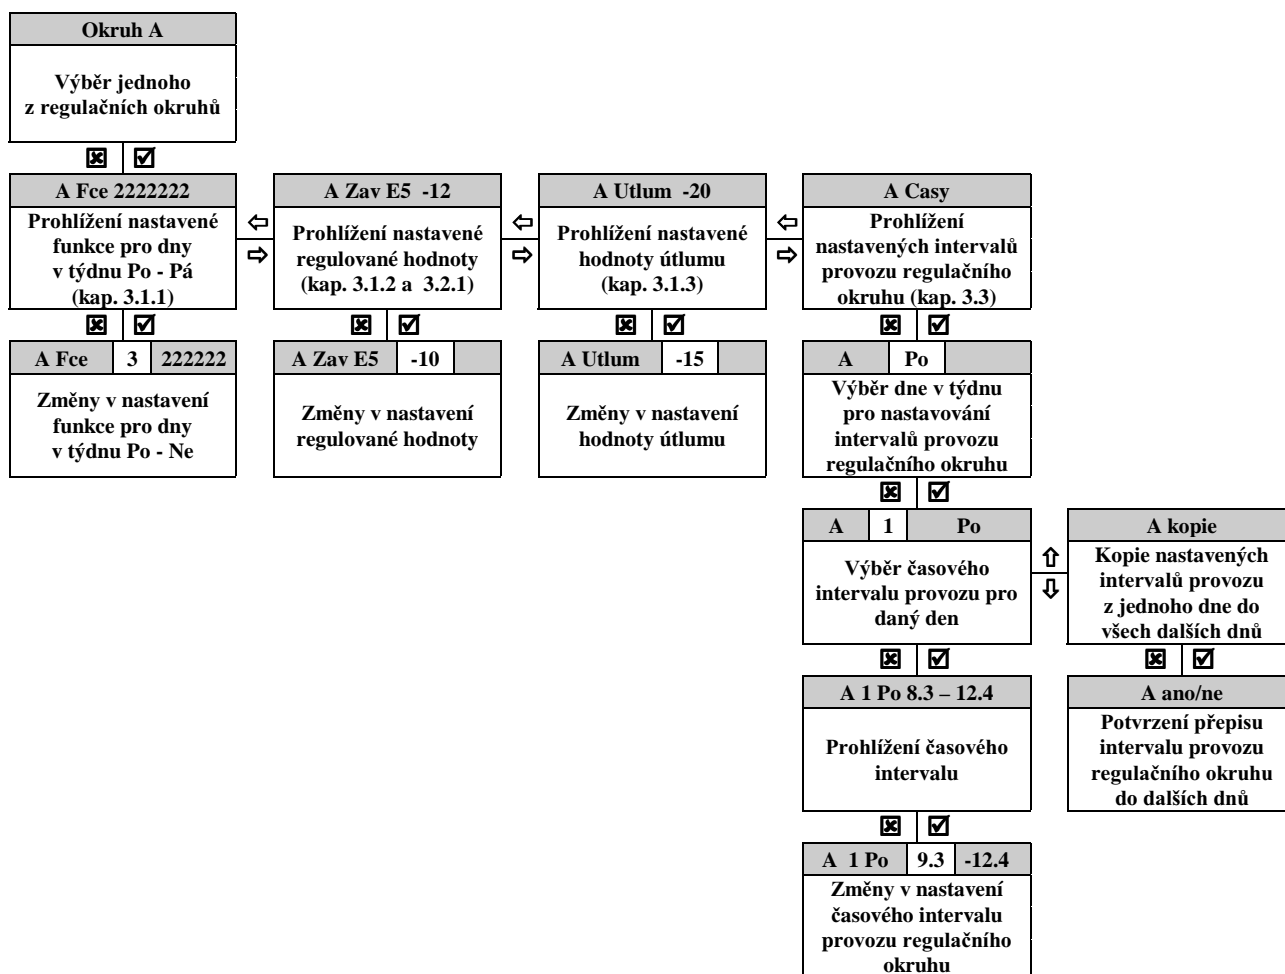 Okruh A
Výběr jednoho
z regulačních okruhů
A Fce 2222222
Prohlížení nastavené
funkce pro dny
v týdnu Po - Pá
(kap. 3.1.1)
A Zav E5 -12
Prohlížení nastavené
regulované hodnoty
(kap. 3.1.2 a 3.2.1)
A Utlum -20
Prohlížení nastavené
hodnoty útlumu
(kap. 3.1.3)
A Casy
Prohlížení
nastavených intervalů
provozu regulačního
okruhu (kap. 3.3)
A Fce 3 222222
Změny v nastavení
funkce pro dny
v týdnu Po - Ne
A Zav E5 -10
Změny v nastavení
regulované hodnoty
A Utlum -15
Změny v nastavení
hodnoty útlumu
A Po
Výběr dne v týdnu
pro nastavování
intervalů provozu
regulačního okruhu
A 1 Po
Výběr časového
intervalu provozu pro
daný den
A kopie
Kopie nastavených
intervalů provozu
z jednoho dne do
všech dalších dnů
A 1 Po 8.3 – 12.4
Prohlížení časového
intervalu
A ano/ne
Potvrzení přepisu
intervalu provozu
regulačního okruhu
do dalších dnů
A 1 Po 9.3 -12.4
Změny v nastavení
časového intervalu
provozu regulačního
okruhu